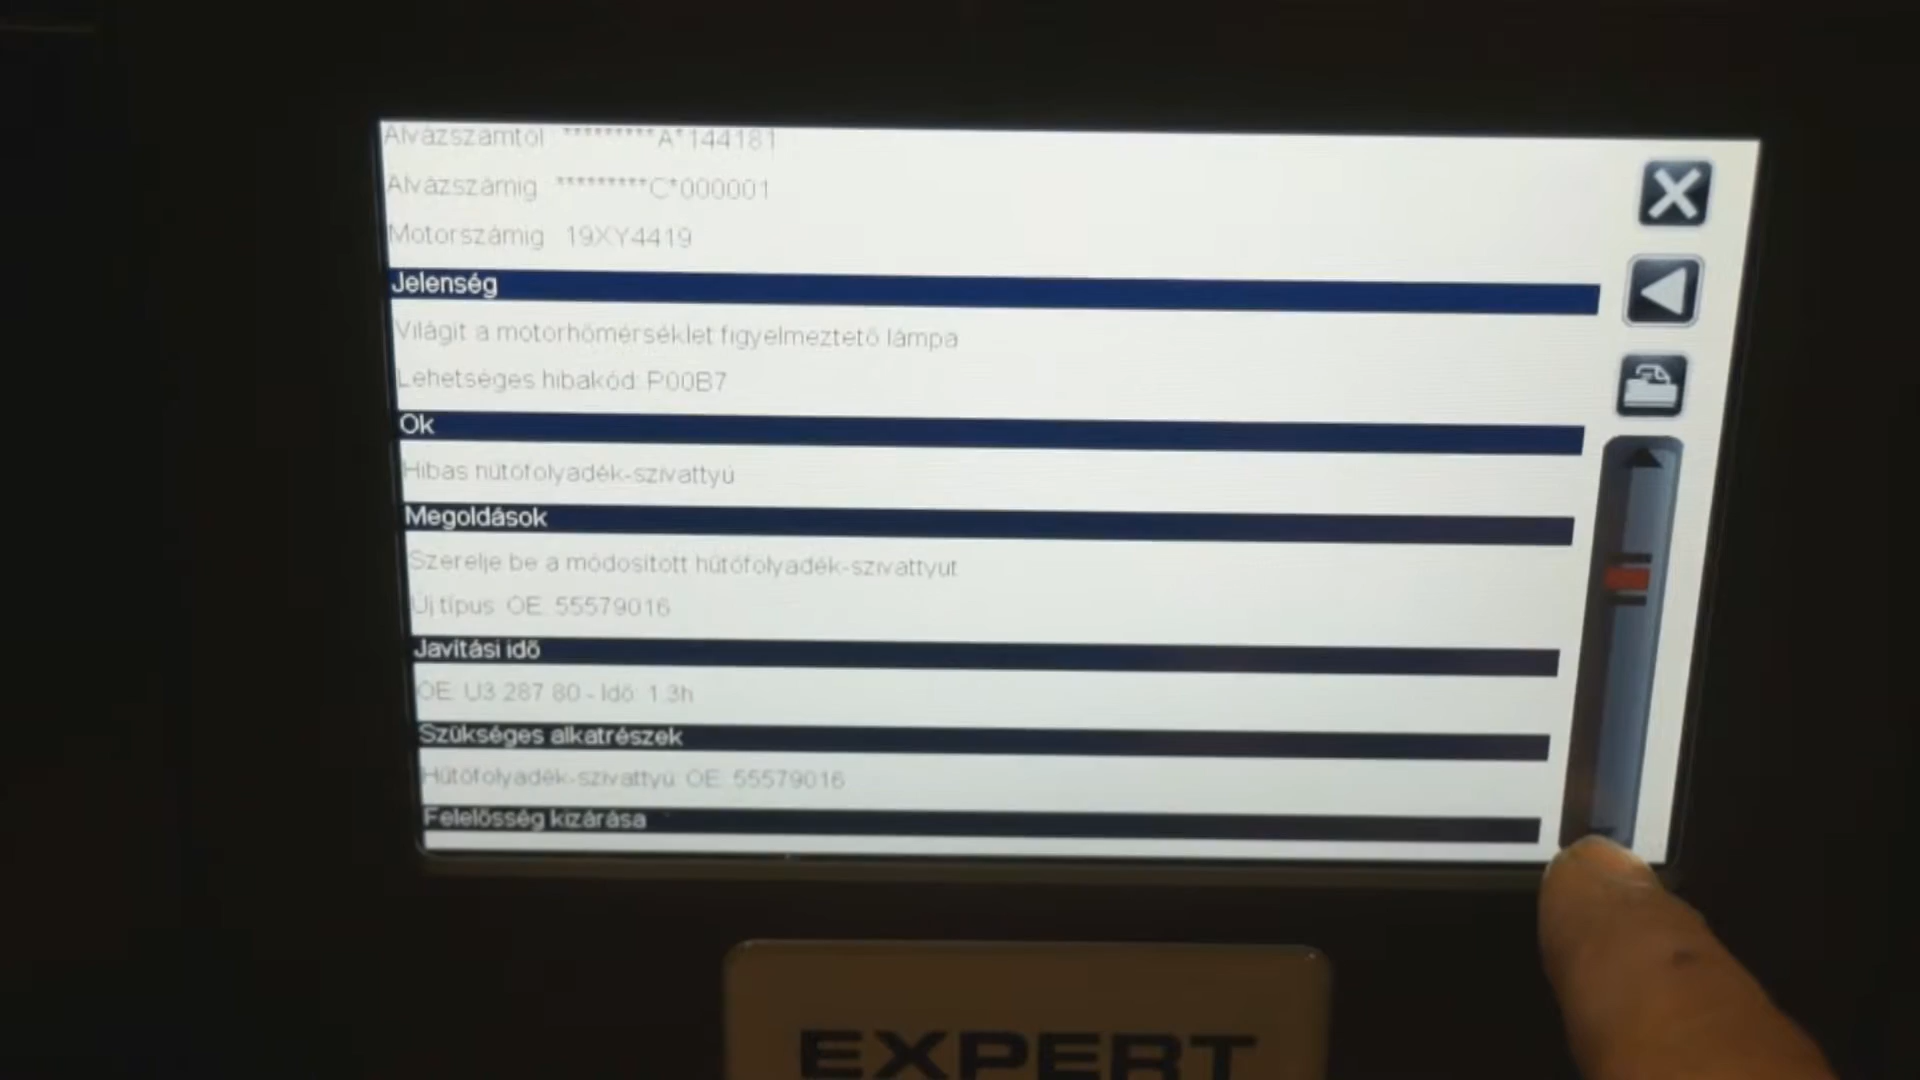 Alvázszámtól *********A*144181
Alvázszámig *********C*000001
Motorszámig 19XY4419
Jelenség
Világít a motorhőmérséklet figyelmeztető lámpa
Lehetséges hibakód: P00B7
Ok
Hibás hűtőfolyadék-szivattyú
Megoldások
Szerelje be a módosított hűtőfolyadék-szivattyút
Új típus: OE: 55579016
Javítási idő
OE: U3 287 80 - Idő: 1.3h
Szükséges alkatrészek
Hűtőfolyadék-szivattyú: OE: 55579016
Felelősség kizárása
EXPERT